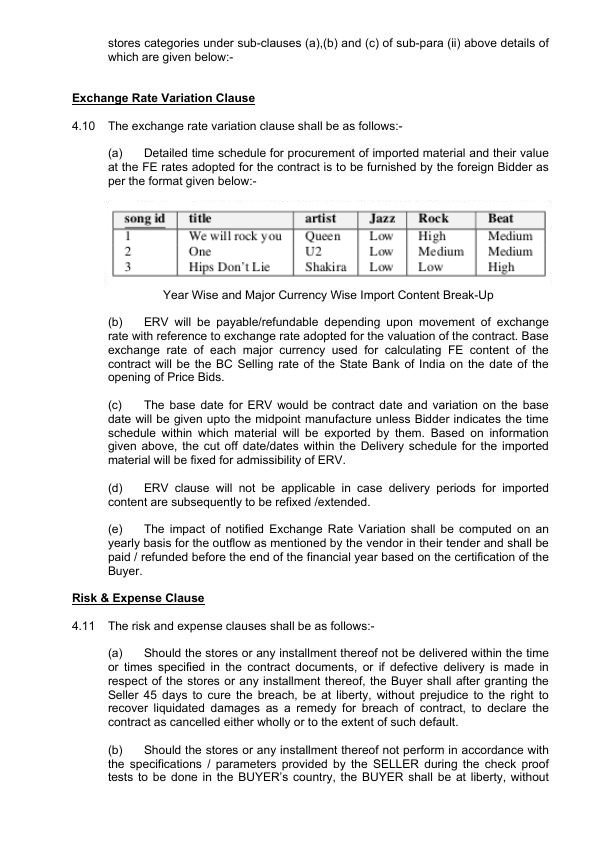 stores categories under sub-clauses (a),(b) and (c) of sub-para (ii) above details of
which are given below:-
Exchange Rate Variation Clause
4.10 The exchange rate variation clause shall be as follows:-
(a) Detailed time schedule for procurement of imported material and their value
at the FE rates adopted for the contract is to be furnished by the foreign Bidder as
per the format given below:-
song id title artist Jazz Rock Beat
1 We will rock you Queen Low High Medium
2 One U2 Low Medium Medium
3 Hips Don't Lie Shakira Low Low High
Year Wise and Major Currency Wise Import Content Break-Up
(b) ERV will be payable/refundable depending upon movement of exchange
rate with reference to exchange rate adopted for the valuation of the contract. Base
exchange rate of each major currency used for calculating FE content of the
contract will be the BC Selling rate of the State Bank of India on the date of the
opening of Price Bids.
(c) The base date for ERV would be contract date and variation on the base
date will be given upto the midpoint manufacture unless Bidder indicates the time
schedule within which material will be exported by them. Based on information
given above, the cut off date/dates within the Delivery schedule for the imported
material will be fixed for admissibility of ERV.
(d) ERV clause will not be applicable in case delivery periods for imported
content are subsequently to be refixed /extended.
(e) The impact of notified Exchange Rate Variation shall be computed on an
yearly basis for the outflow as mentioned by the vendor in their tender and shall be
paid / refunded before the end of the financial year based on the certification of the
Buyer.
Risk & Expense Clause
4.11 The risk and expense clauses shall be as follows:-
(a) Should the stores or any installment thereof not be delivered within the time
or times specified in the contract documents, or if defective delivery is made in
respect of the stores or any installment thereof, the Buyer shall after granting the
Seller 45 days to cure the breach, be at liberty, without prejudice to the right to
recover liquidated damages as a remedy for breach of contract, to declare the
contract as cancelled either wholly or to the extent of such default.
(b) Should the stores or any installment thereof not perform in accordance with
the specifications / parameters provided by the SELLER during the check proof
tests to be done in the BUYER's country, the BUYER shall be at liberty, without